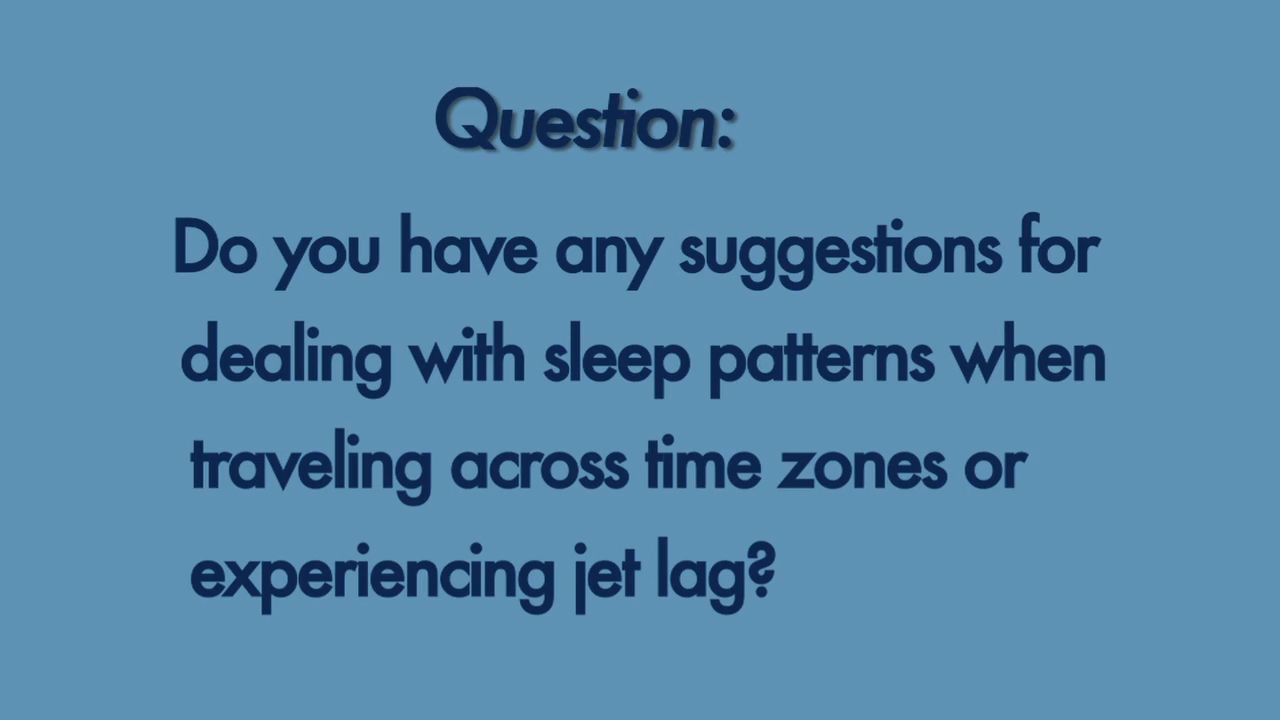 Question:
Do you have any suggestions for
dealing with sleep patterns when
traveling across time zones or
experiencing jet lag?